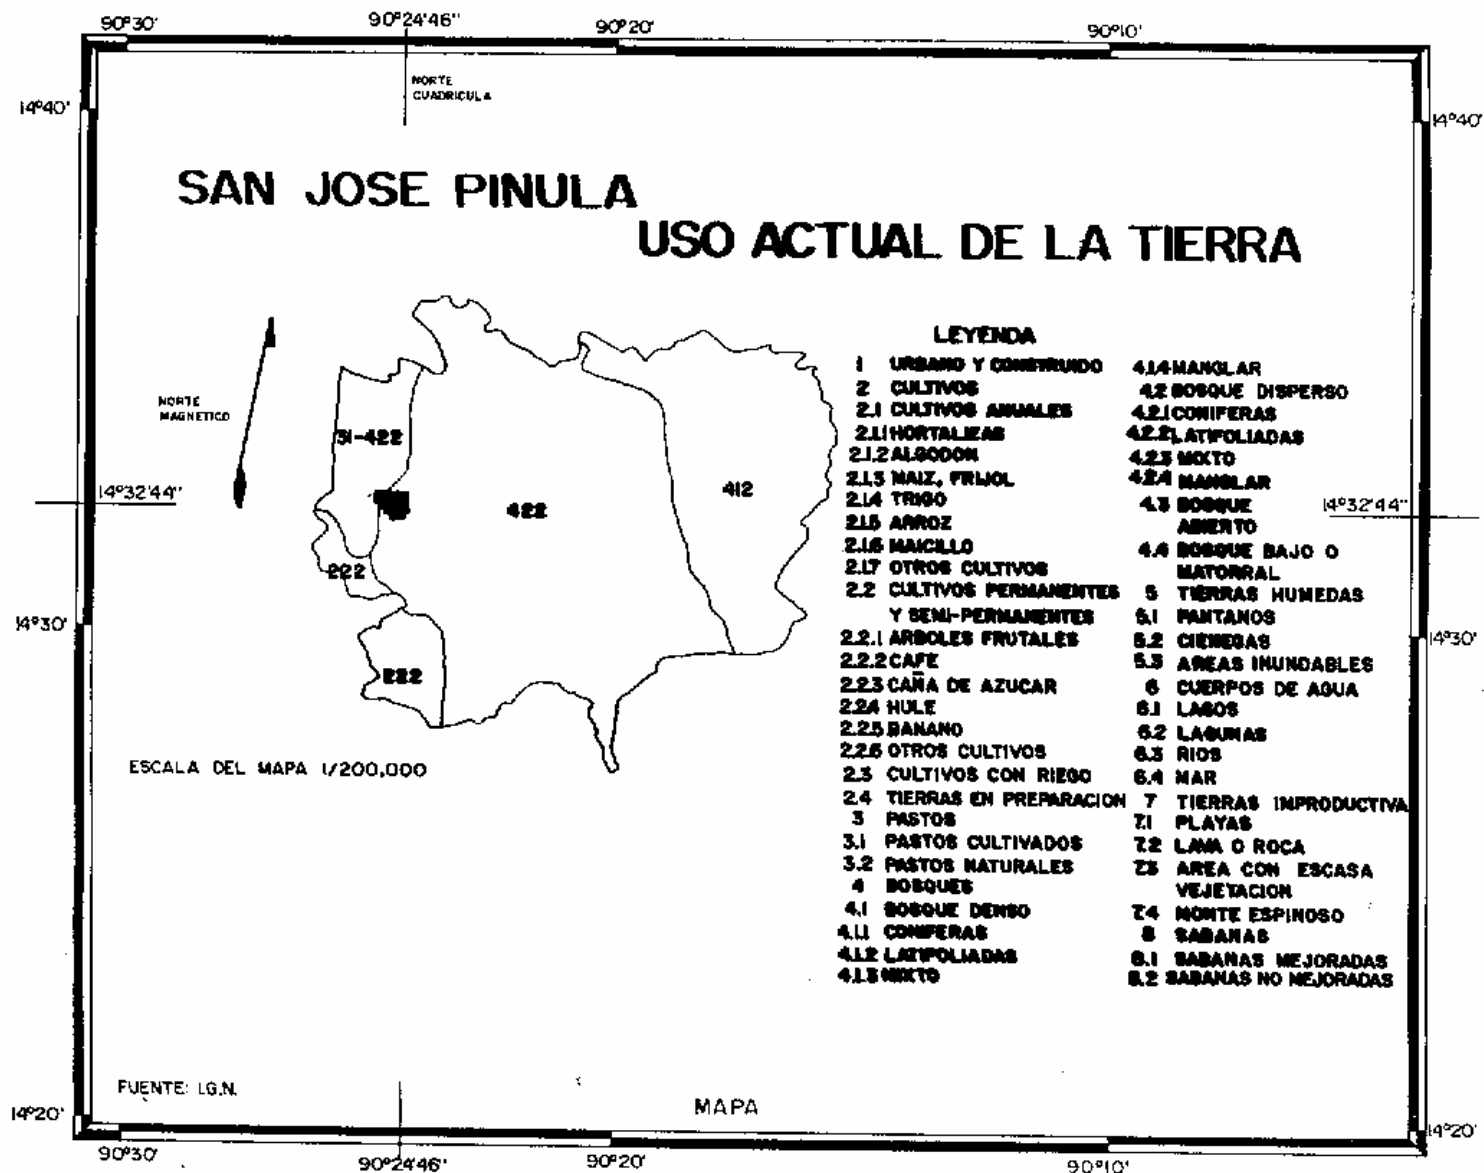 90°30' 90°24'46" 90°20' 90°10'
NORTE
CUADRICULA
14°40' 14°40'
SAN JOSE PINULA
USO ACTUAL DE LA TIERRA
NORTE
MAGNETICO
31-422
412
422
222
222
14°32'44" 14°32'44"
14°30' 14°30'
ESCALA DEL MAPA 1/200,000
LEYENDA
1 URBANO Y CONSTRUIDO
2 CULTIVOS
2.1 CULTIVOS ANUALES
2.1.1 HORTALIZAS
2.1.2 ALGODON
2.1.3 MAIZ, FRIJOL
2.1.4 TRIGO
2.1.5 ARROZ
2.1.6 MAICILLO
2.1.7 OTROS CULTIVOS
2.2 CULTIVOS PERMANENTES
Y SEMI-PERMANENTES
2.2.1 ARBOLES FRUTALES
2.2.2 CAFE
2.2.3 CAÑA DE AZUCAR
2.2.4 HULE
2.2.5 BANANO
2.2.6 OTROS CULTIVOS
2.3 CULTIVOS CON RIEGO
2.4 TIERRAS EN PREPARACION
3 PASTOS
3.1 PASTOS CULTIVADOS
3.2 PASTOS NATURALES
4 BOSQUES
4.1 BOSQUE DENSO
4.1.1 CONIFERAS
4.1.2 LATIFOLIADAS
4.1.3 MIXTO
4.1.4 MANGLAR
4.2 BOSQUE DISPERSO
4.2.1 CONIFERAS
4.2.2 LATIFOLIADAS
4.2.3 MIXTO
4.2.4 MANGLAR
4.3 BOSQUE
ABIERTO
4.4 BOSQUE BAJO O
MATORRAL
5 TIERRAS HUMEDAS
5.1 PANTANOS
5.2 CIENEGAS
5.3 AREAS INUNDABLES
6 CUERPOS DE AGUA
6.1 LAGOS
6.2 LAGUNAS
6.3 RIOS
6.4 MAR
7 TIERRAS IMPRODUCTIVA
7.1 PLAYAS
7.2 LAVA O ROCA
7.3 AREA CON ESCASA
VEJETACION
7.4 MONTE ESPINOSO
8 SABANAS
8.1 SABANAS MEJORADAS
8.2 SABANAS NO MEJORADAS
FUENTE: I.G.N.
MAPA
14°20' 14°20'
90°30' 90°24'46" 90°20' 90°10'